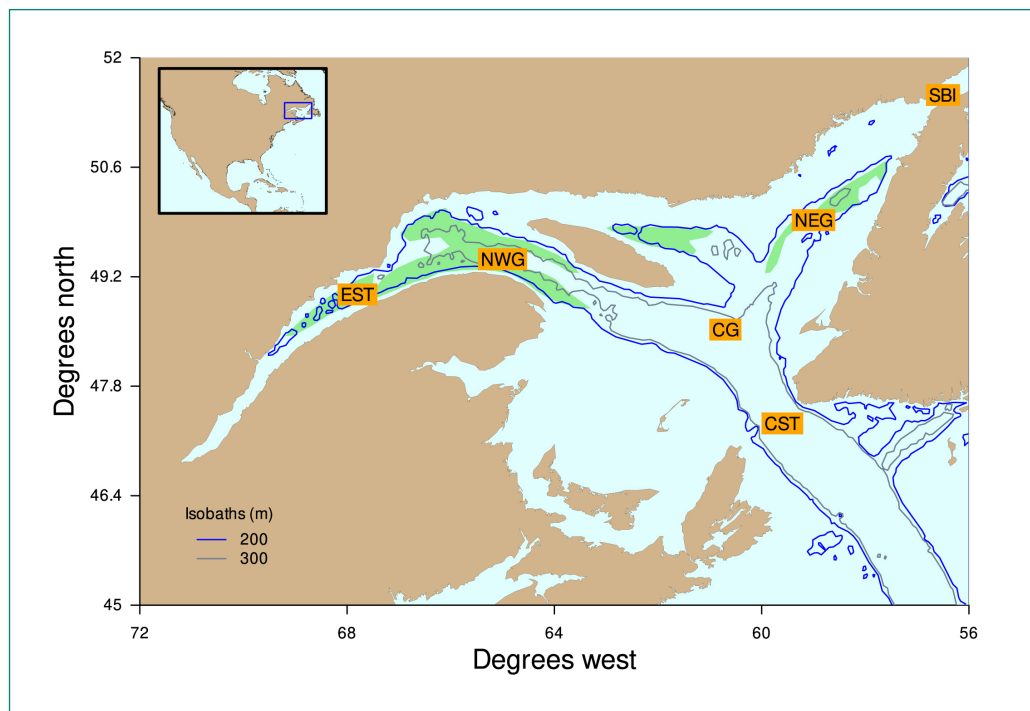 52
SBI
50.6
NEG
49.2
NWG
EST
CG
47.8
CST
46.4
Isobaths (m)
200
300
45
72
68
64
60
56
Degrees north
Degrees west